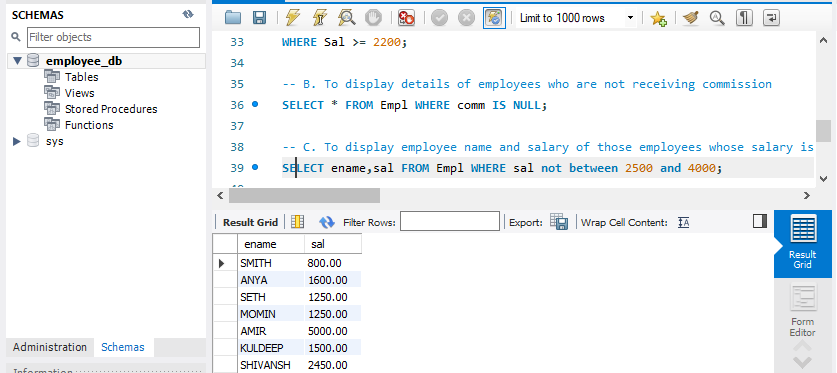 SCHEMAS
Filter objects
employee_db
Tables
Views
Stored Procedures
Functions
sys
Administration Schemas
Limit to 1000 rows
33 WHERE Sal >= 2200;
34
35 -- B. To display details of employees who are not receiving commission
36 SELECT * FROM Empl WHERE comm IS NULL;
37
38 -- C. To display employee name and salary of those employees whose salary is
39 SELECT ename,sal FROM Empl WHERE sal not between 2500 and 4000;
Result Grid Filter Rows: Export: Wrap Cell Content:
ename sal
SMITH 800.00
ANYA 1600.00
SETH 1250.00
MOMIN 1250.00
AMIR 5000.00
KULDEEP 1500.00
SHIVANSH 2450.00
Result
Grid
Form
Editor